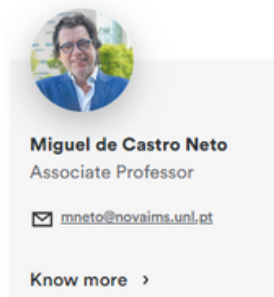 Miguel de Castro Neto
Associate Professor
mneto@novaims.unl.pt
Know more >